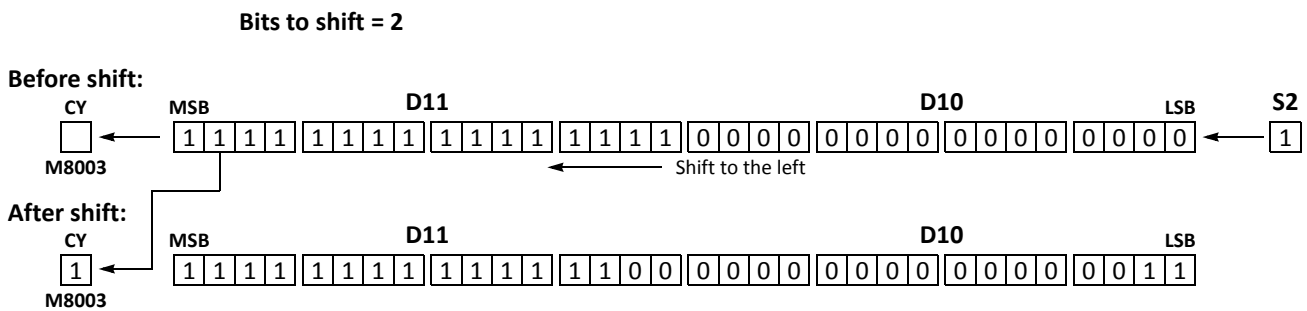 Bits to shift = 2
Before shift:
CY MSB D11 D10 LSB S2
1 1 1 1 1 1 1 1 1 1 1 1 1 1 1 1 0 0 0 0 0 0 0 0 0 0 0 0 0 0 0 0 1
M8003 Shift to the left
After shift:
CY MSB D11 D10 LSB
1 1 1 1 1 1 1 1 1 1 1 1 1 1 1 0 0 0 0 0 0 0 0 0 0 0 0 0 0 0 0 1 1
M8003